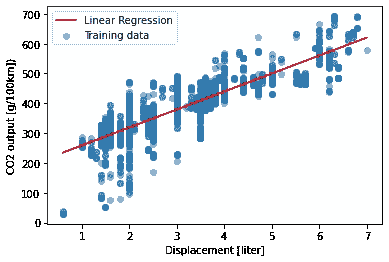 Linear Regression
Training data
CO2 output [g/100km]}
700
600
500
400
300
200
100
0
1 2 3 4 5 6 7
Displacement [liter]